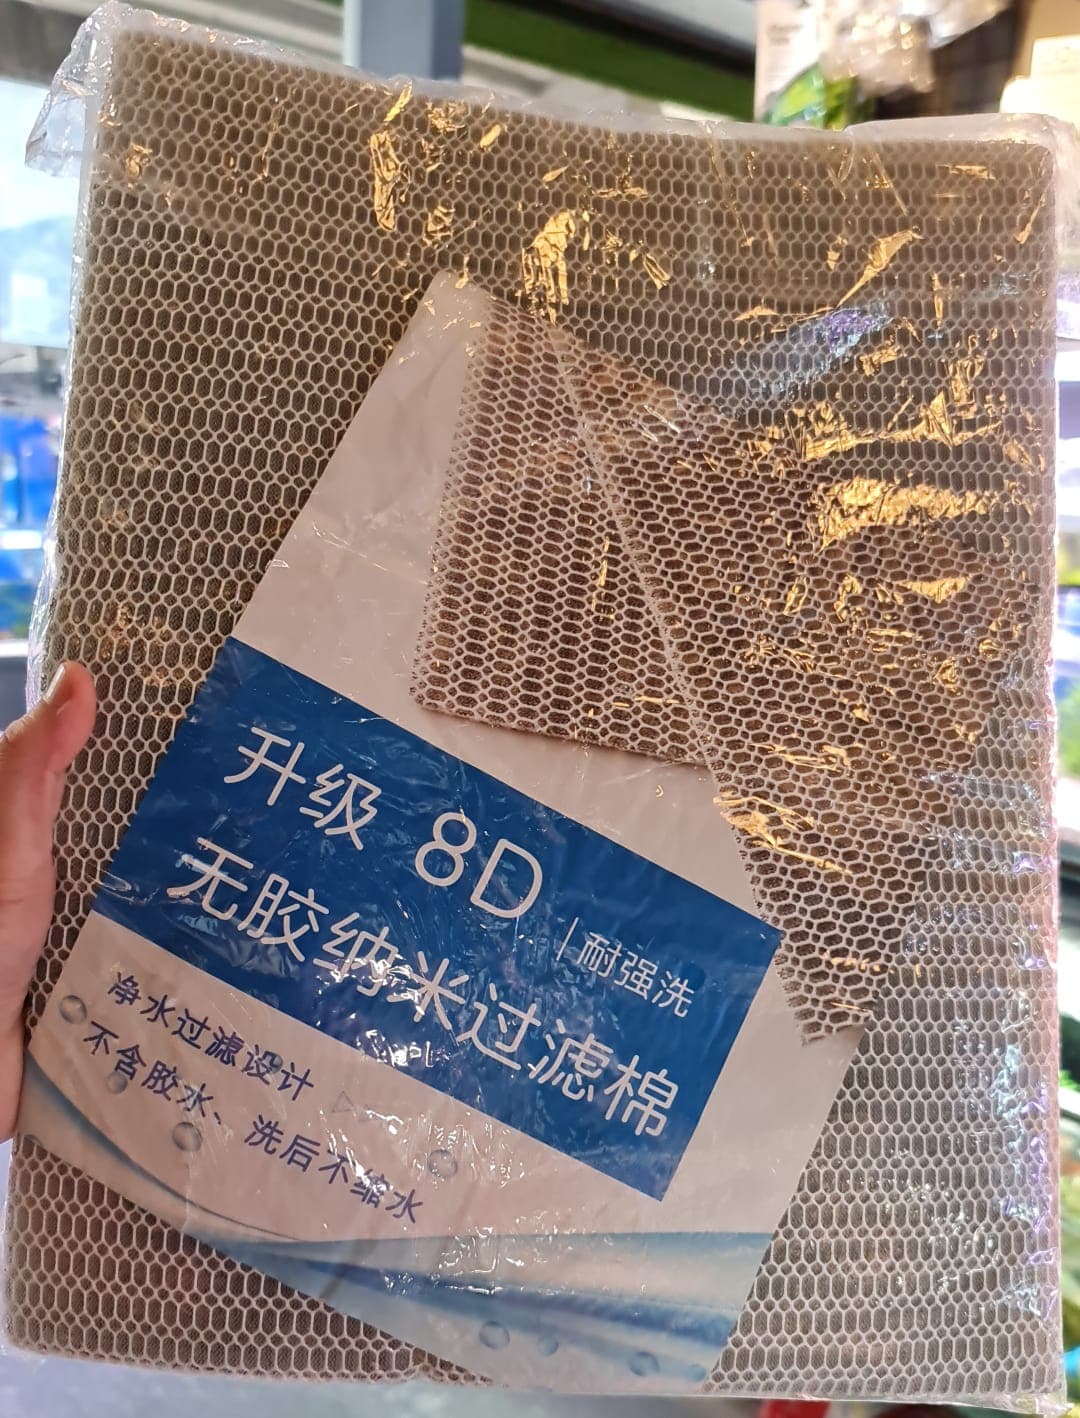 升级 8D
|耐强洗
无胶纳米过滤棉
净水过滤设计
不含胶水、洗后不缩水